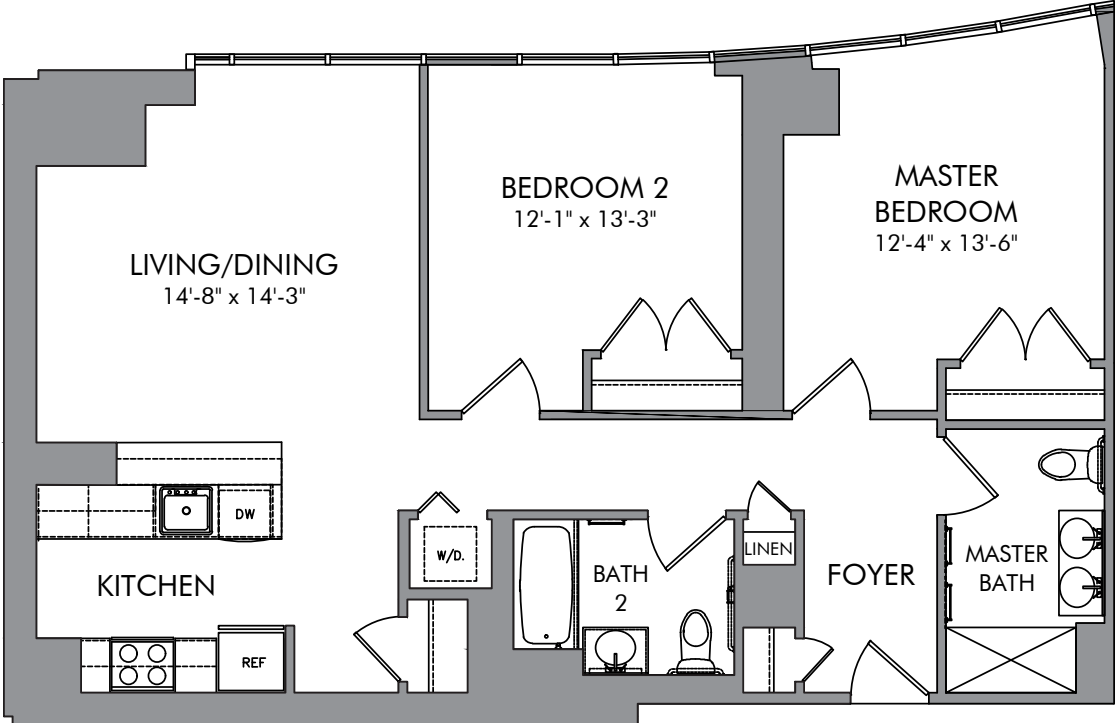 BEDROOM 2
12'-1" x 13'-3"
MASTER
BEDROOM
12'-4" x 13'-6"
LIVING/DINING
14'-8" x 14'-3"
DW
W/D.
LINEN
KITCHEN
BATH
2
FOYER
MASTER
BATH
REF